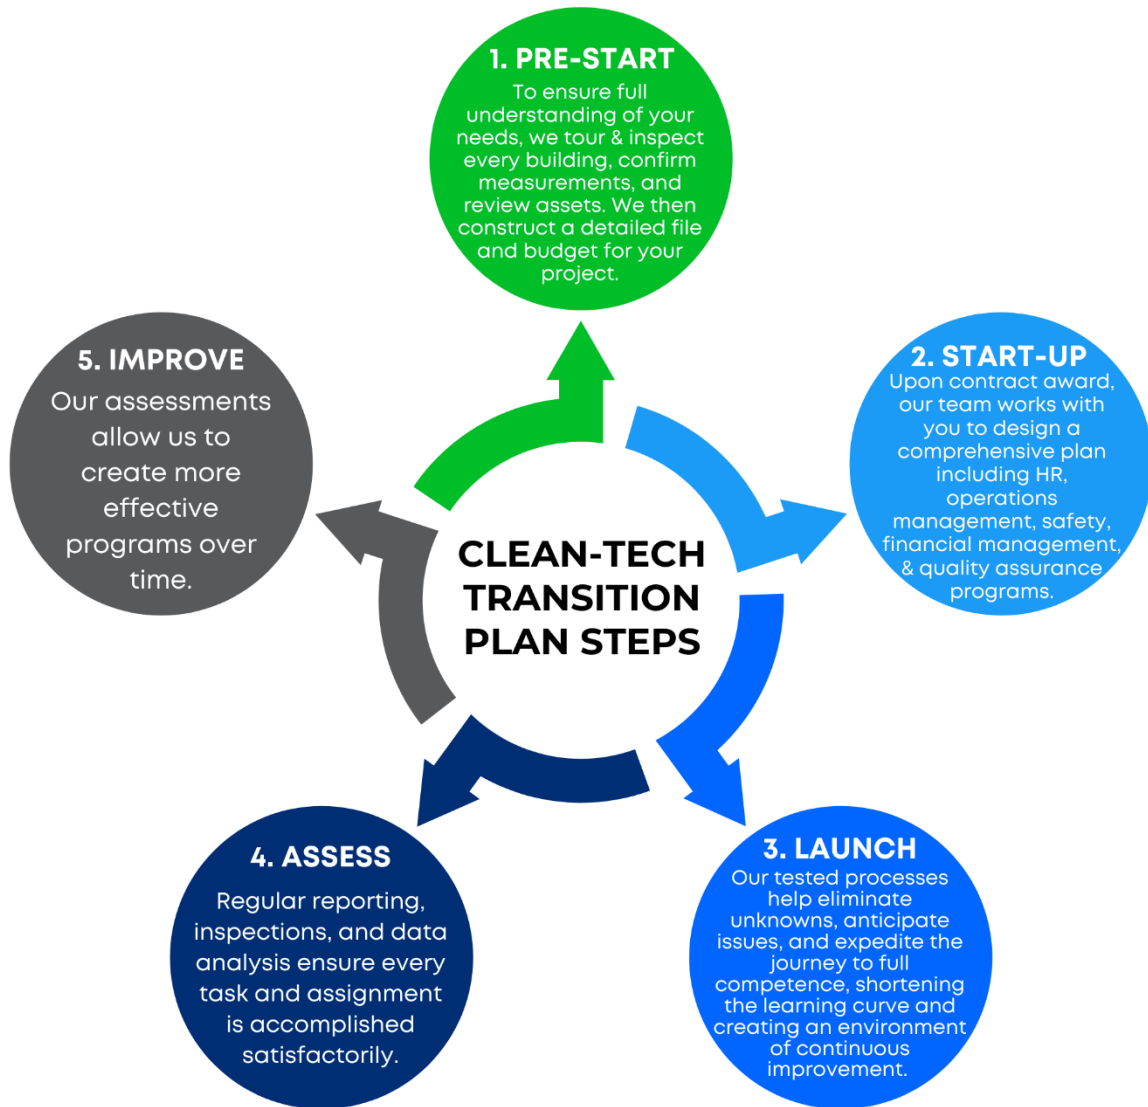 1. PRE-START
To ensure full
understanding of your
needs, we tour & inspect
every building, confirm
measurements, and
review assets. We then
construct a detailed file
and budget for your
project.
2. START-UP
Upon contract award,
our team works with
you to design a
comprehensive plan
including HR,
operations
management, safety,
financial management,
& quality assurance
programs.
3. LAUNCH
Our tested processes
help eliminate
unknowns, anticipate
issues, and expedite the
journey to full
competence, shortening
the learning curve and
creating an environment
of continuous
improvement.
4. ASSESS
Regular reporting,
inspections, and data
analysis ensure every
task and assignment
is accomplished
satisfactorily.
5. IMPROVE
Our assessments
allow us to
create more
effective
programs over
time.
CLEAN-TECH
TRANSITION
PLAN STEPS